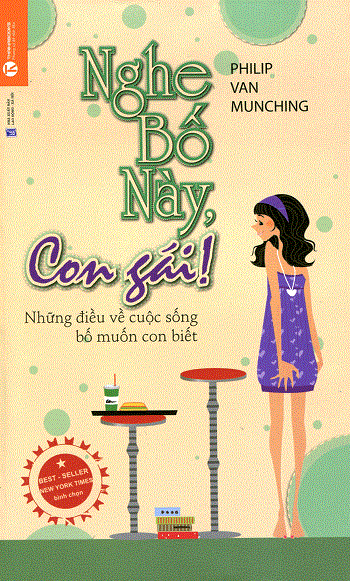 Nghe
Bố
Này,
Con gái!
PHILIP
VAN
MUNCHING
Những điều về cuộc sống
bố muốn con biết
BEST - SELLER
NEW YORK TIMES
bình chọn